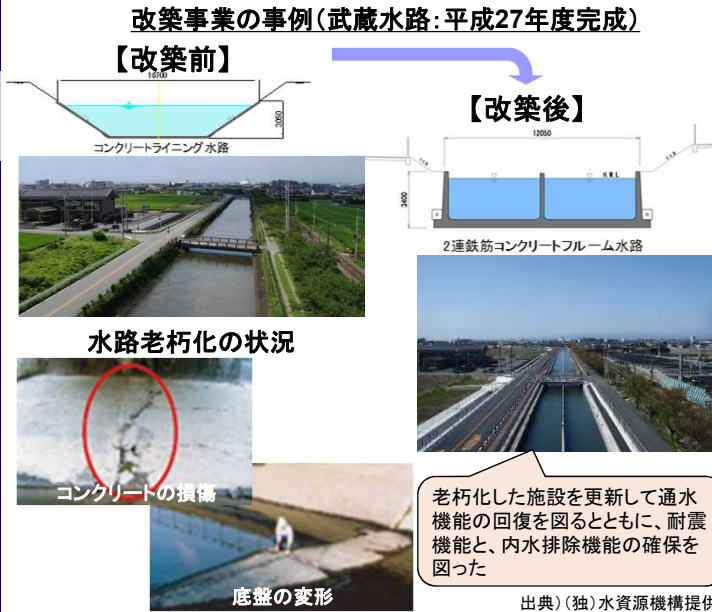 改築事業の事例(武蔵水路:平成27年度完成)
【改築前】
16700
2050
コンクリートライニング水路
【改築後】
12050
H.W.L
3400
2連鉄筋コンクリートフルーム水路
水路老朽化の状況
コンクリートの損傷
底盤の変形
老朽化した施設を更新して通水
機能の回復を図るとともに、耐震
機能と、内水排除機能の確保を
図った
出典)(独)水資源機構提供